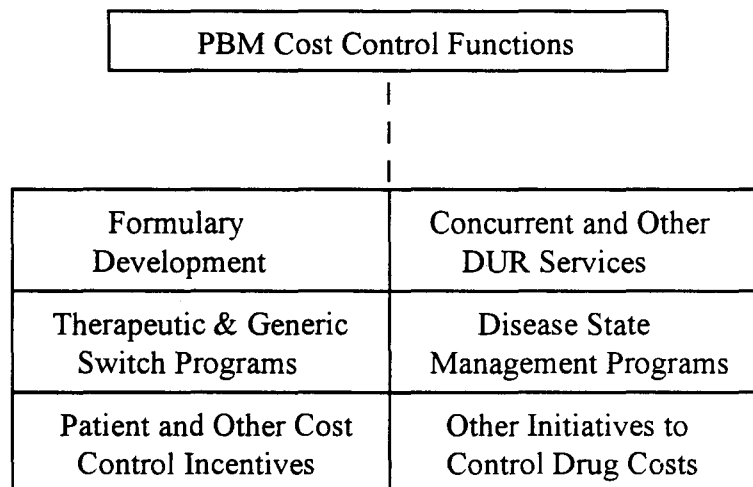 PBM Cost Control Functions
Formulary
Development
Concurrent and Other
DUR Services
Therapeutic & Generic
Switch Programs
Disease State
Management Programs
Patient and Other Cost
Control Incentives
Other Initiatives to
Control Drug Costs